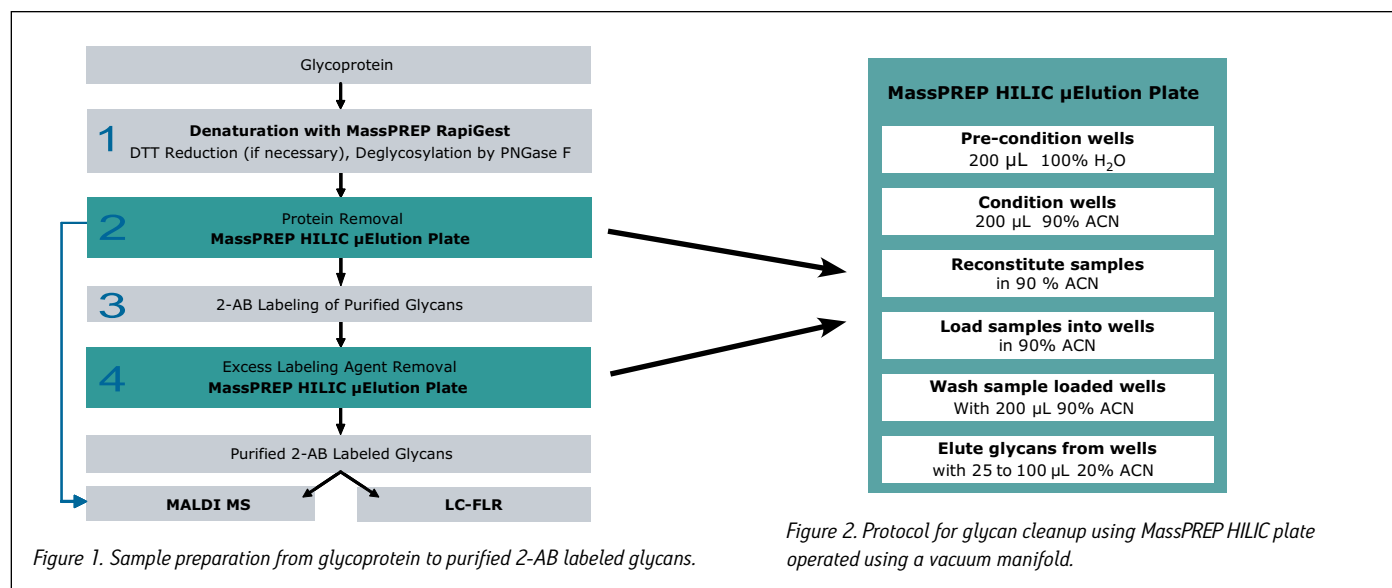 Glycoprotein
1
Denaturation with MassPREP RapiGest
DTT Reduction (if necessary), Deglycosylation by PNGase F
2
Protein Removal
MassPREP HILIC µElution Plate
3
2-AB Labeling of Purified Glycans
4
Excess Labeling Agent Removal
MassPREP HILIC µElution Plate
Purified 2-AB Labeled Glycans
MALDI MS
LC-FLR
Figure 1. Sample preparation from glycoprotein to purified 2-AB labeled glycans.
MassPREP HILIC µElution Plate
Pre-condition wells
200 µL 100% H₂O
Condition wells
200 µL 90% ACN
Reconstitute samples
in 90 % ACN
Load samples into wells
in 90% ACN
Wash sample loaded wells
With 200 µL 90% ACN
Elute glycans from wells
with 25 to 100 µL 20% ACN
Figure 2. Protocol for glycan cleanup using MassPREP HILIC plate
operated using a vacuum manifold.